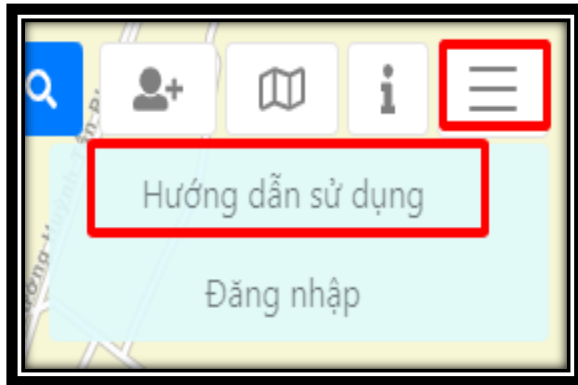 Hướng dẫn sử dụng
Đăng nhập